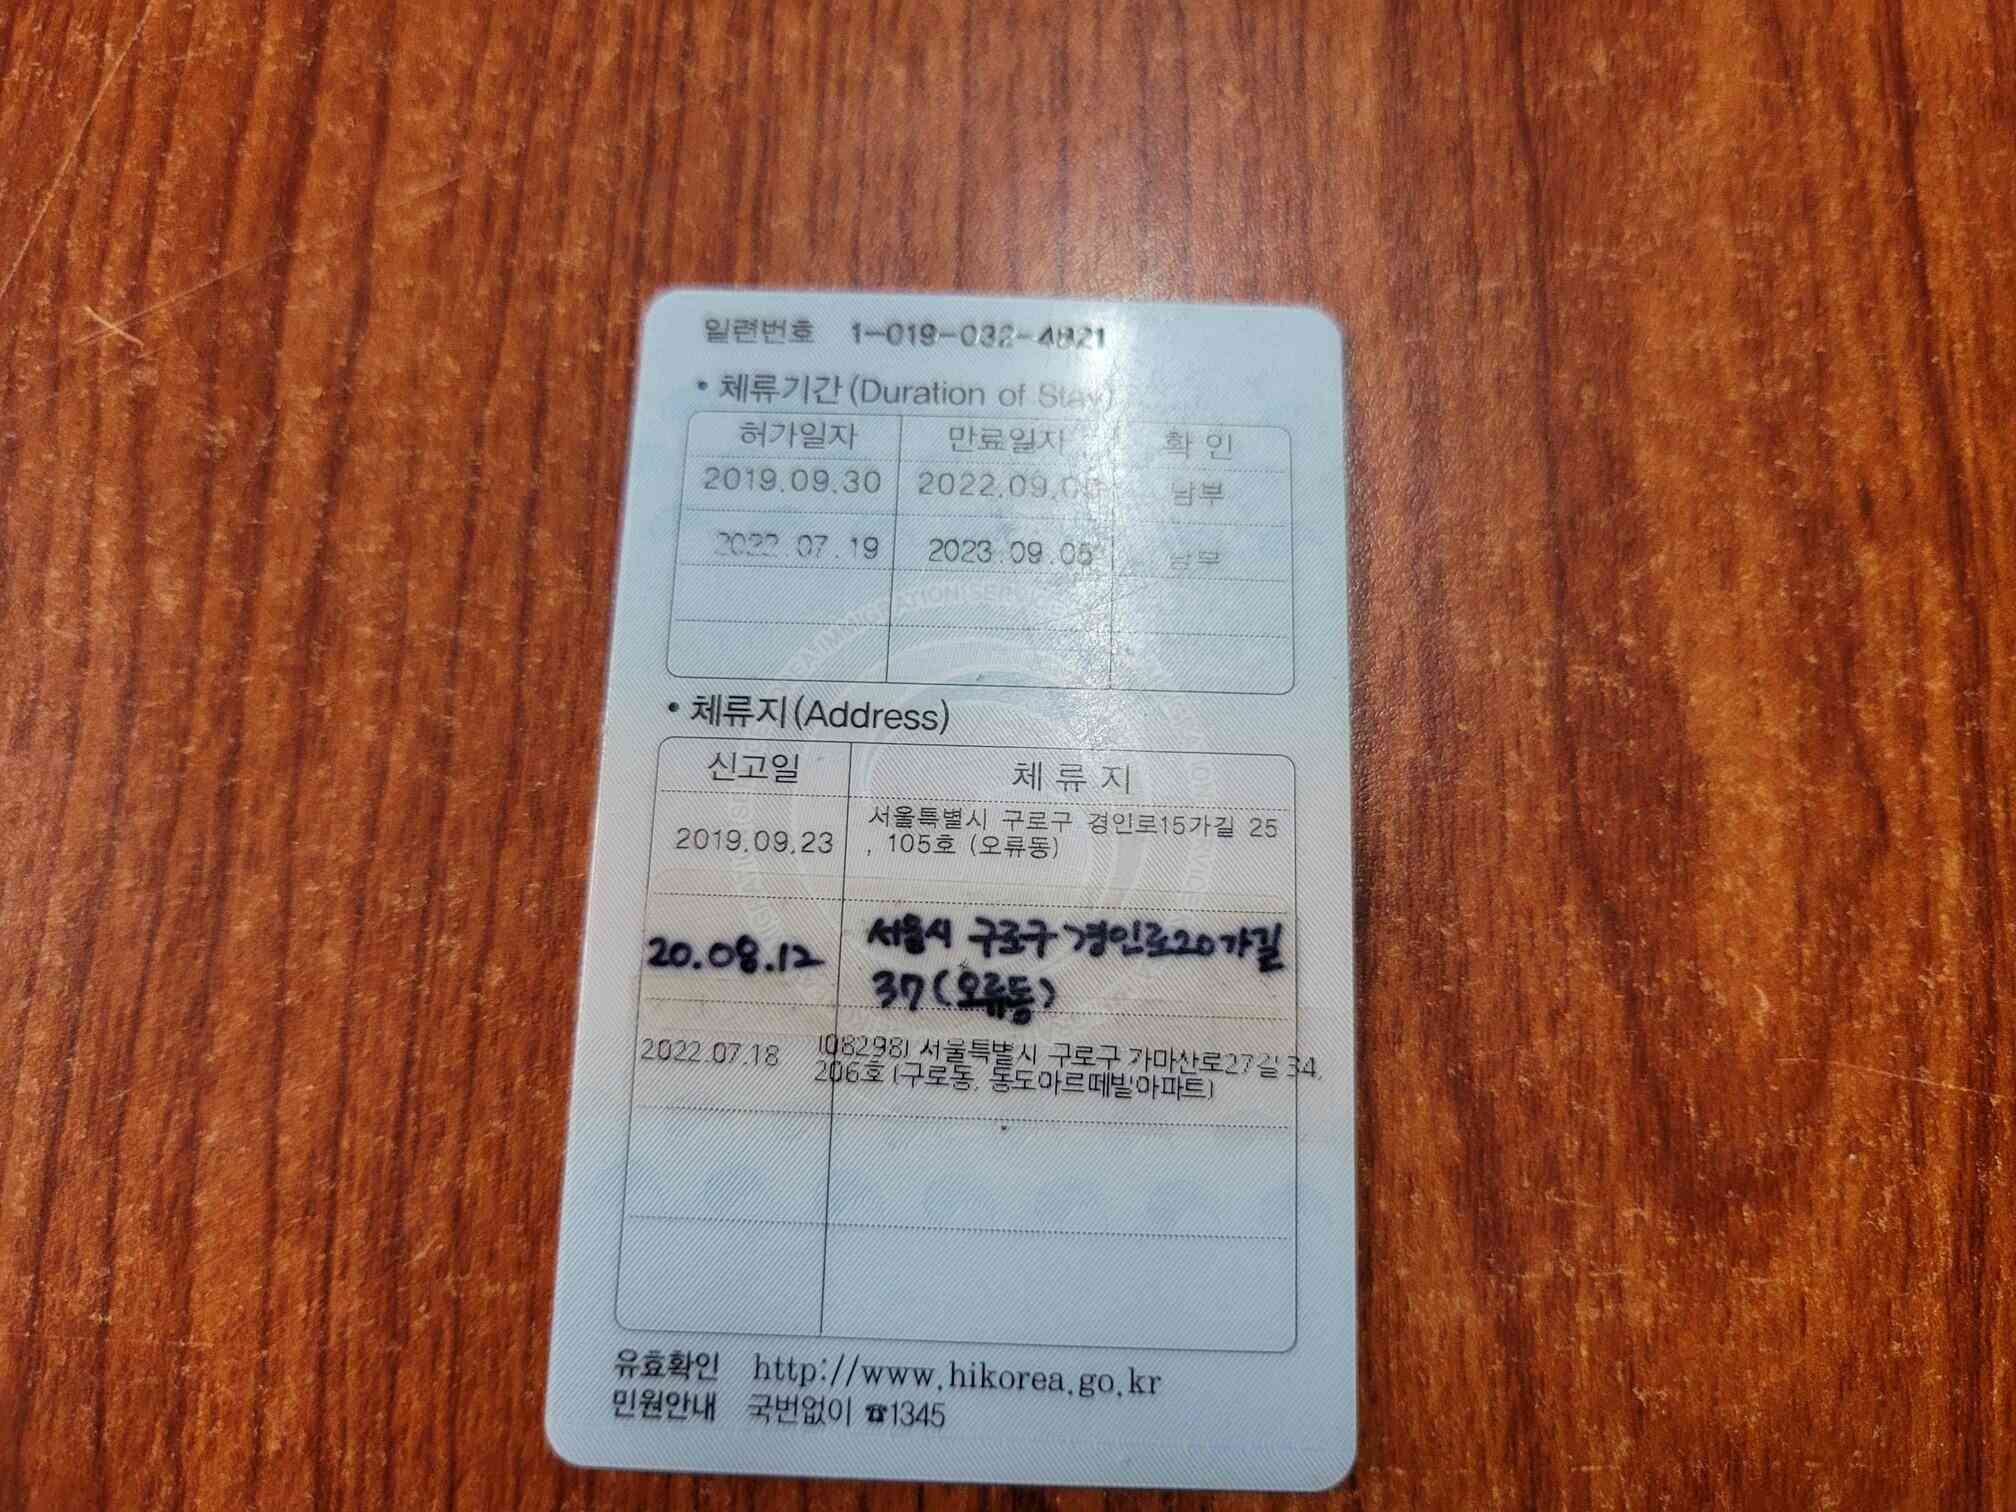 일련번호 1-019-032-4821
• 체류기간(Duration of Stay)
허가일자 만료일자 확 인
2019.09.30 2022.09. 남부
2022.07.19 2023.09.05 남부
• 체류지(Address)
신고일 체 류 지
2019.09.23 서울특별시 구로구 경인로15가길 25
, 105호 (오류동)
20.08.12 서울시 구로구 경인로20가길
37(오류동)
2022.07.18 (08298) 서울특별시 구로구 가마산로27길 34,
206호 (구로동, 동도아르떼빌아파트)
유효확인 http://www.hikorea.go.kr
민원안내 국번없이 ☎1345